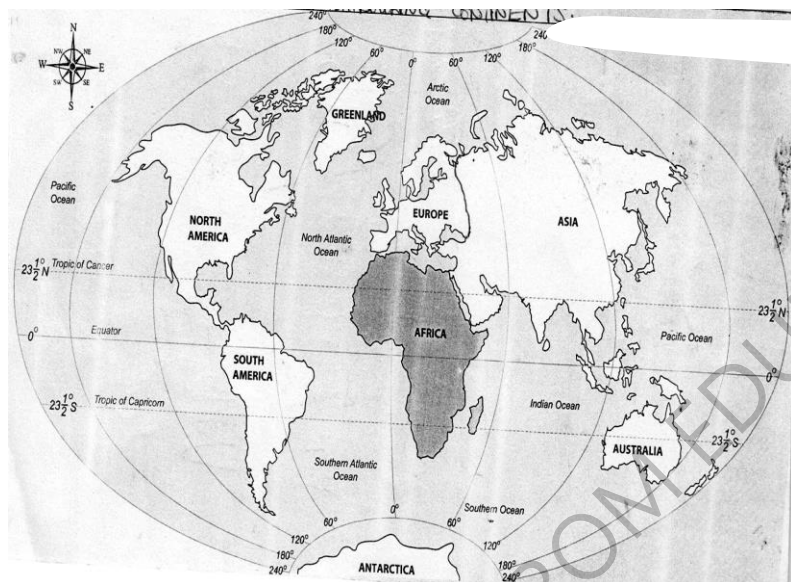 CONTINENTS.
240° 240
180° 180°
120° 120°
60° 0° 60°
N
NW NE
W E
SW SE
S
Arctic
Ocean
GREENLAND
Pacific
Ocean
NORTH
AMERICA
EUROPE
ASIA
North Atlantic
Ocean
23½°N Tropic of Cancer
23½°N
AFRICA
Pacific Ocean
0° Equator
0°
SOUTH
AMERICA
Indian Ocean
23½°S Tropic of Capricorn
23½°S
AUSTRALIA
Southern Atlantic
Ocean
Southern Ocean
60° 0° 60°
120° 120°
180° 180°
240° 240°
ANTARCTICA